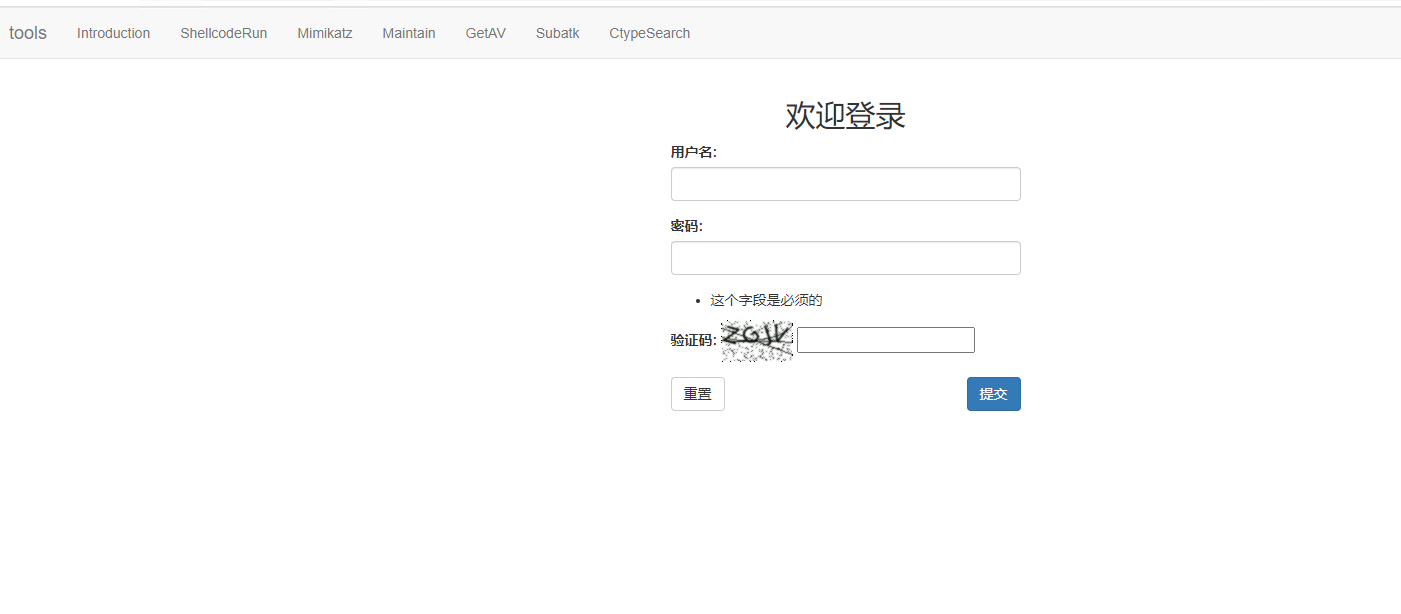 tools Introduction ShellcodeRun Mimikatz Maintain GetAV Subatk CtypeSearch
欢迎登录
用户名:
密码:
这个字段是必须的
验证码:
重置 提交